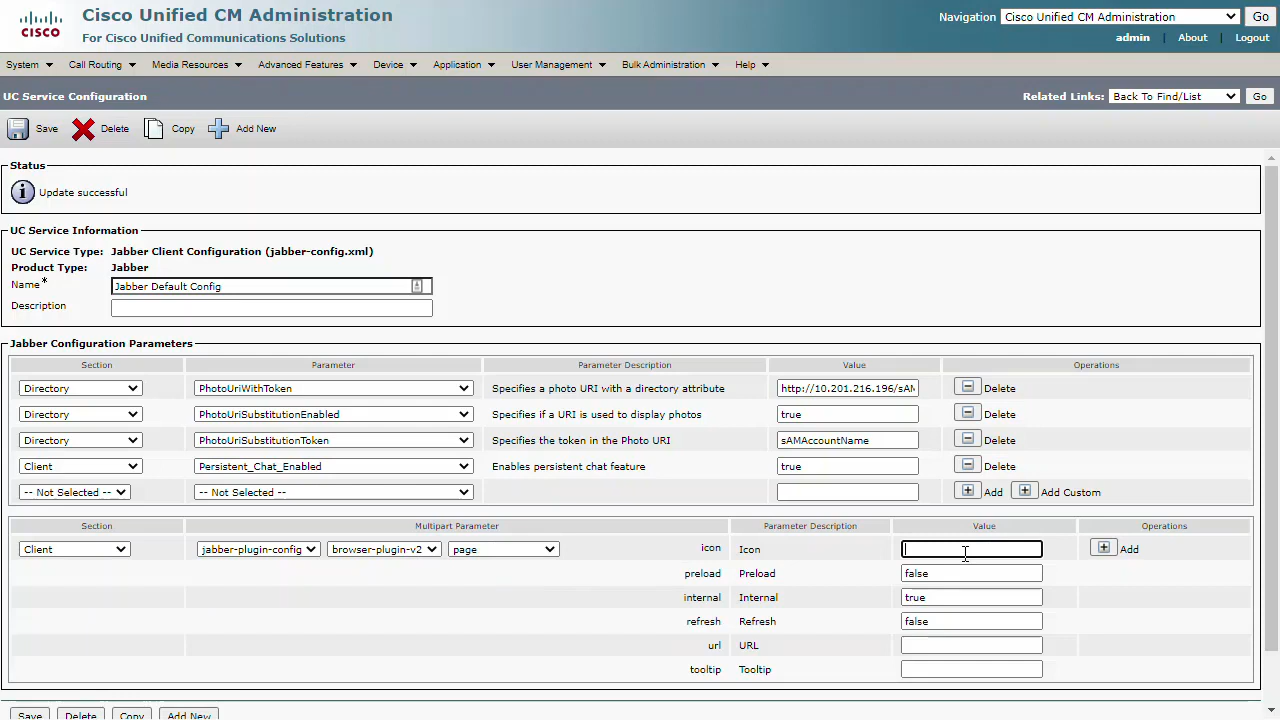 Cisco Unified CM Administration
For Cisco Unified Communications Solutions
CISCO
Navigation Cisco Unified CM Administration Go
admin | About | Logout
System Call Routing Media Resources Advanced Features Device Application User Management Bulk Administration Help
UC Service Configuration Related Links: Back To Find/List Go
Save Delete Copy Add New
Status
Update successful
UC Service Information
UC Service Type: Jabber Client Configuration (jabber-config.xml)
Product Type: Jabber
Name* Jabber Default Config
Description
Jabber Configuration Parameters
Section Parameter Parameter Description Value Operations
Directory PhotoUriWithToken Specifies a photo URI with a directory attribute http://10.201.216.196/sAM Delete
Directory PhotoUriSubstitutionEnabled Specifies if a URI is used to display photos true Delete
Directory PhotoUriSubstitutionToken Specifies the token in the Photo URI sAMAccountName Delete
Client Persistent_Chat_Enabled Enables persistent chat feature true Delete
-- Not Selected -- -- Not Selected -- Add Add Custom
Section Multipart Parameter Parameter Description Value Operations
Client jabber-plugin-config browser-plugin-v2 page icon Icon Add
preload Preload false
internal Internal true
refresh Refresh false
url URL
tooltip Tooltip
Save Delete Copy Add New